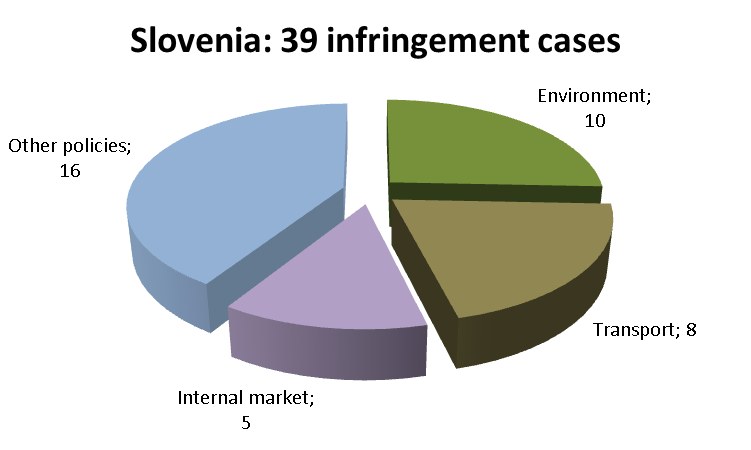 Slovenia: 39 infringement cases
Environment;
10
Other policies;
16
Transport; 8
Internal market;
5